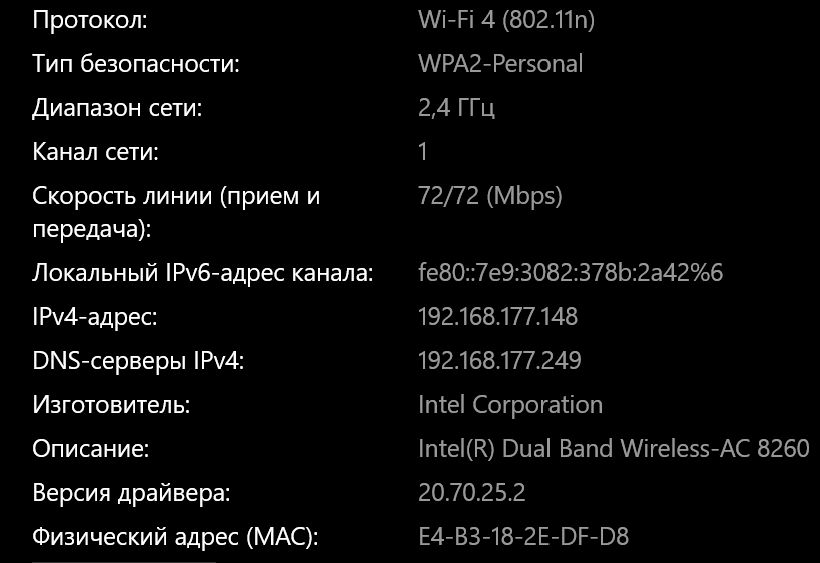 Протокол: Wi-Fi 4 (802.11n)
Тип безопасности: WPA2-Personal
Диапазон сети: 2,4 ГГц
Канал сети: 1
Скорость линии (прием и 72/72 (Mbps)
передача):
Локальный IPv6-адрес канала: fe80::7e9:3082:378b:2a42%6
IPv4-адрес: 192.168.177.148
DNS-серверы IPv4: 192.168.177.249
Изготовитель: Intel Corporation
Описание: Intel(R) Dual Band Wireless-AC 8260
Версия драйвера: 20.70.25.2
Физический адрес (MAC): E4-B3-18-2E-DF-D8